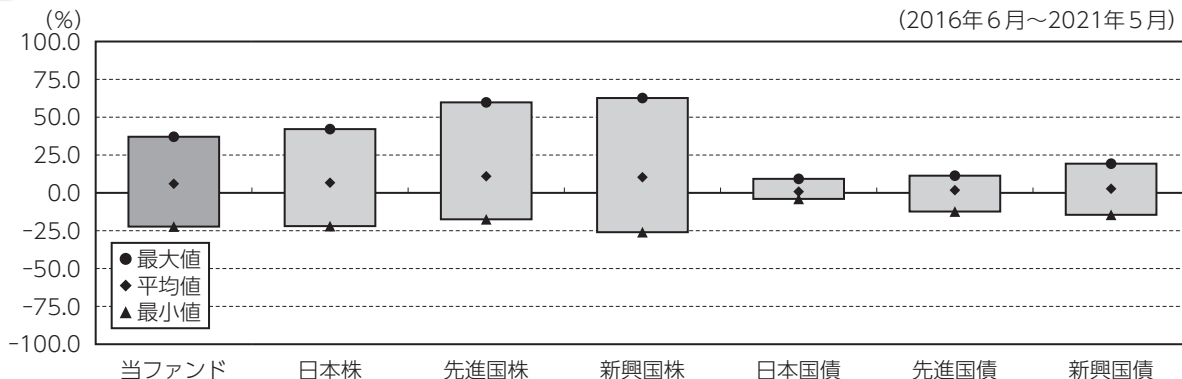 (%)
(2016年6月～2021年5月)
100.0
75.0
50.0
25.0
0.0
-25.0
-50.0
-75.0
-100.0
●最大値
◆平均値
▲最小値
当ファンド 日本株 先進国株 新興国株 日本国債 先進国債 新興国債